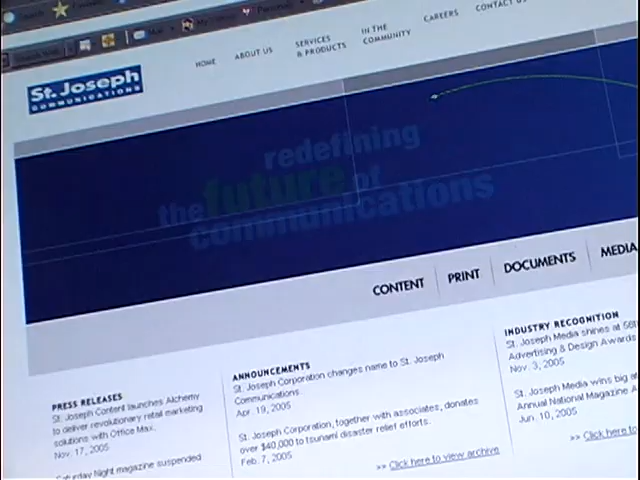 HOME
ABOUT US
SERVICES
& PRODUCTS
IN THE
COMMUNITY
CAREERS
CONTACT US
St. Joseph
COMMUNICATIONS
redefining
the future of
communications
CONTENT
PRINT
DOCUMENTS
MEDIA
PRESS RELEASES
St. Joseph Content launches Alchemy
to deliver revolutionary retail marketing
solutions with Office Max.
Nov. 17, 2005
Saturday Night magazine suspended
ANNOUNCEMENTS
St. Joseph Corporation changes name to St. Joseph
Communications.
Apr. 19, 2005
St. Joseph Corporation, together with associates, donates
over $40,000 to tsunami disaster relief efforts.
Feb. 7, 2005
>> Click here to view archive
INDUSTRY RECOGNITION
St. Joseph Media shines at 58th
Advertising & Design Awards
Nov. 3, 2005
St. Joseph Media wins big at
Annual National Magazine A
Jun. 10, 2005
>> Click here to